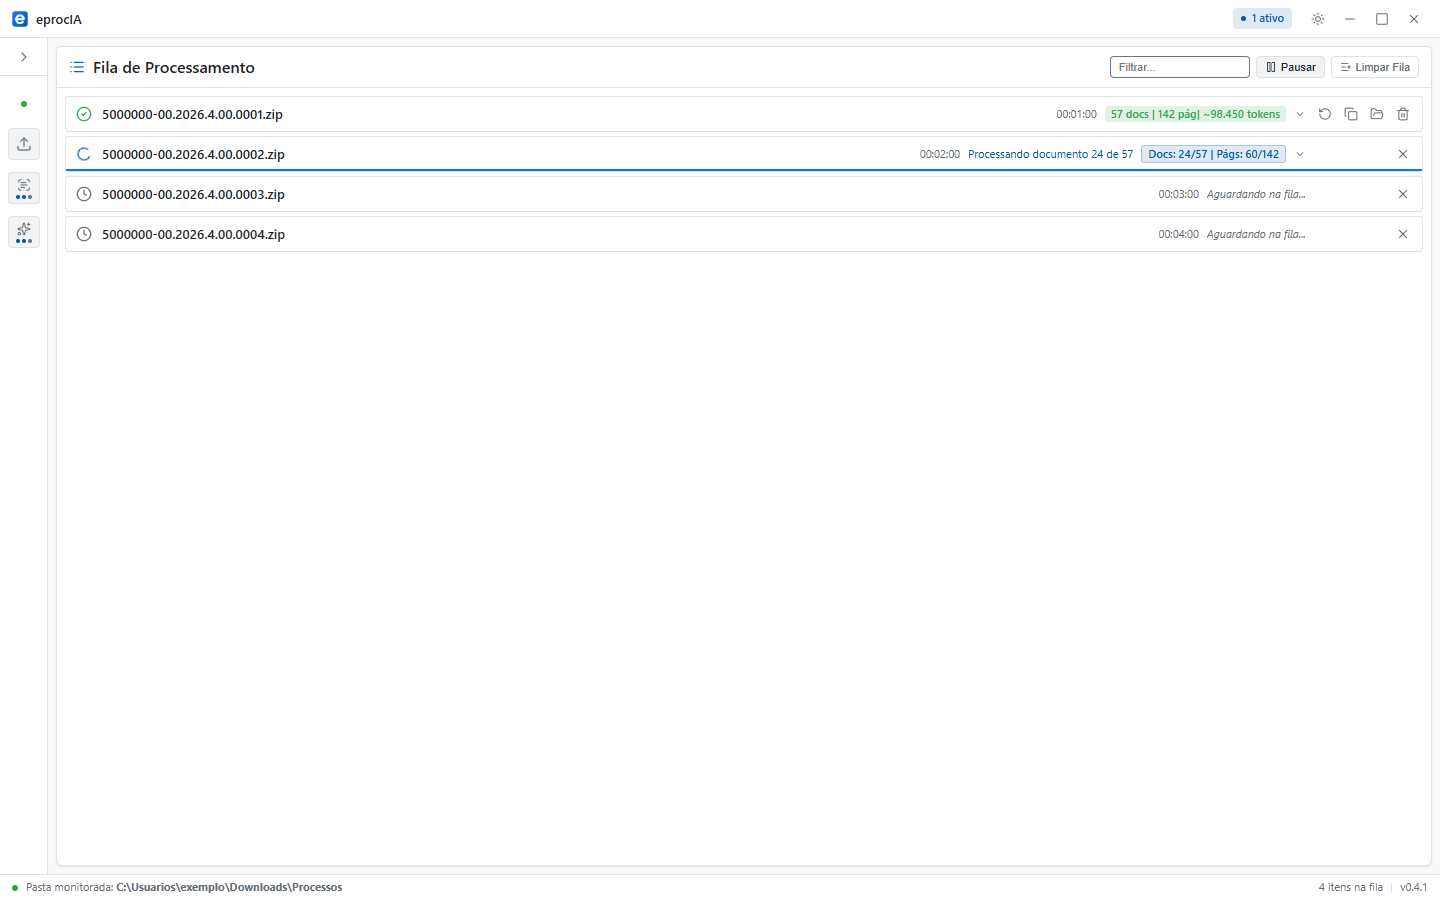 eprocIA
1 ativo
Fila de Processamento
Filtrar...
Pausar
Limpar Fila
5000000-00.2026.4.00.0001.zip
00:01:00
57 docs | 142 pág| ~98.450 tokens
5000000-00.2026.4.00.0002.zip
00:02:00
Processando documento 24 de 57
Docs: 24/57 | Págs: 60/142
5000000-00.2026.4.00.0003.zip
00:03:00
Aguardando na fila...
5000000-00.2026.4.00.0004.zip
00:04:00
Aguardando na fila...
Pasta monitorada: C:\Usuarios\exemplo\Downloads\Processos
4 itens na fila
v0.4.1